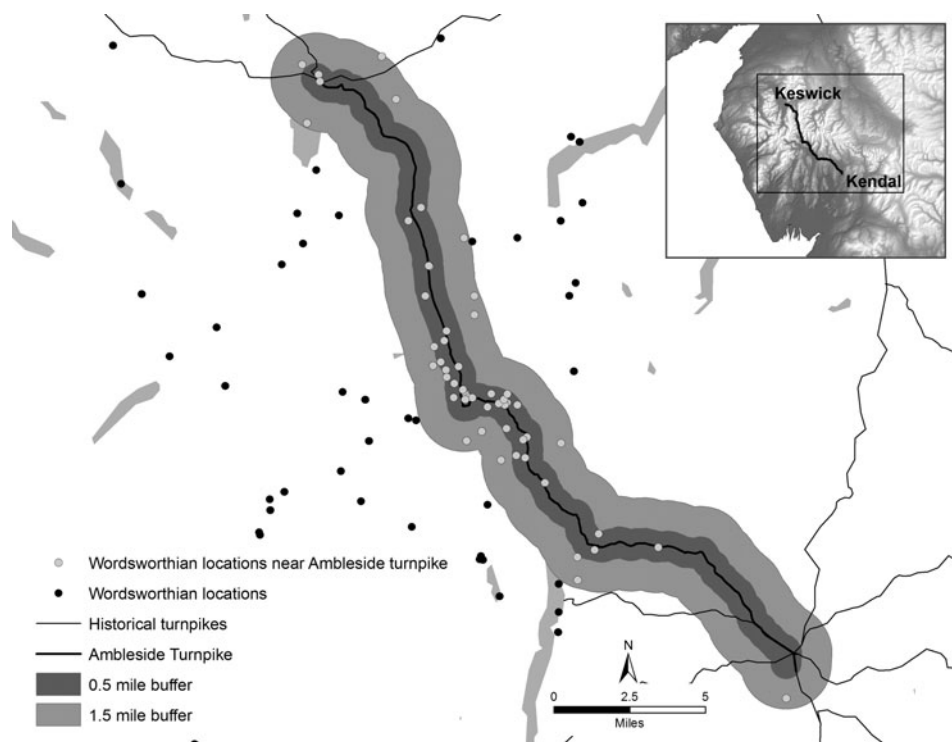 Keswick
Kendal
Wordsworthian locations near Ambleside turnpike
Wordsworthian locations
Historical turnpikes
Ambleside Turnpike
0.5 mile buffer
1.5 mile buffer
N
0 2.5 5
Miles